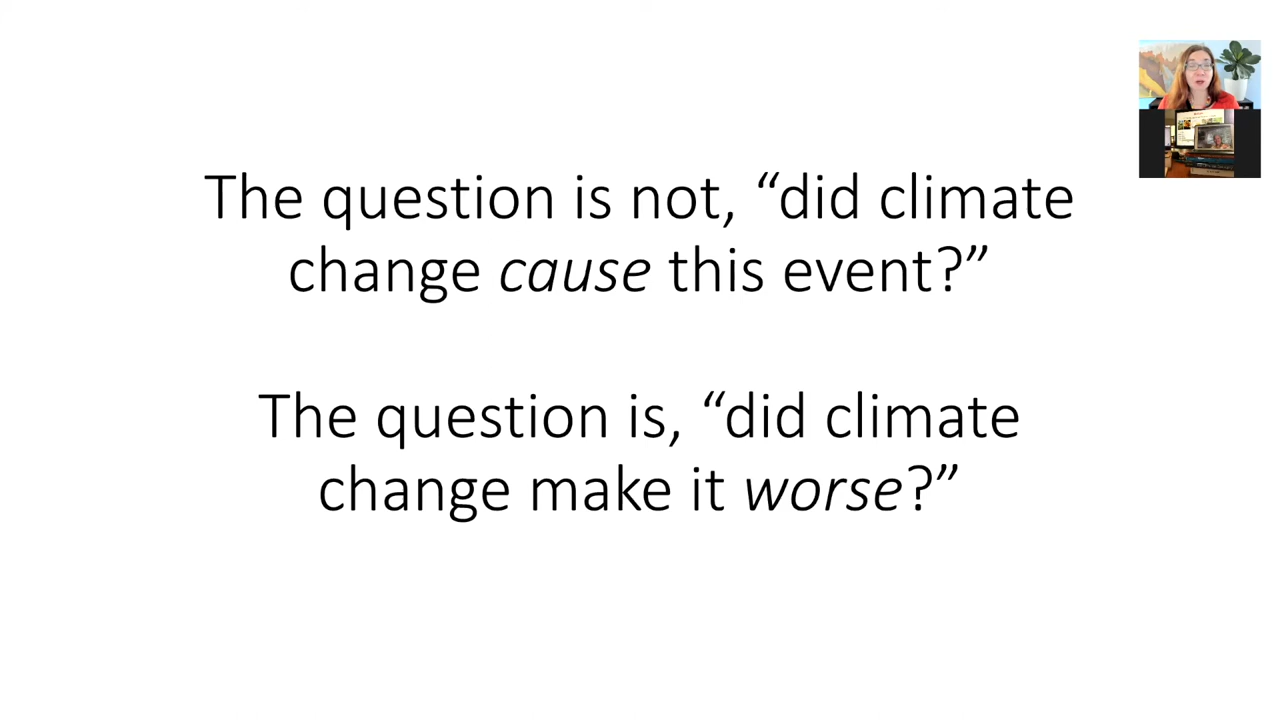 The question is not, “did climate
change cause this event?”
The question is, “did climate
change make it worse?”